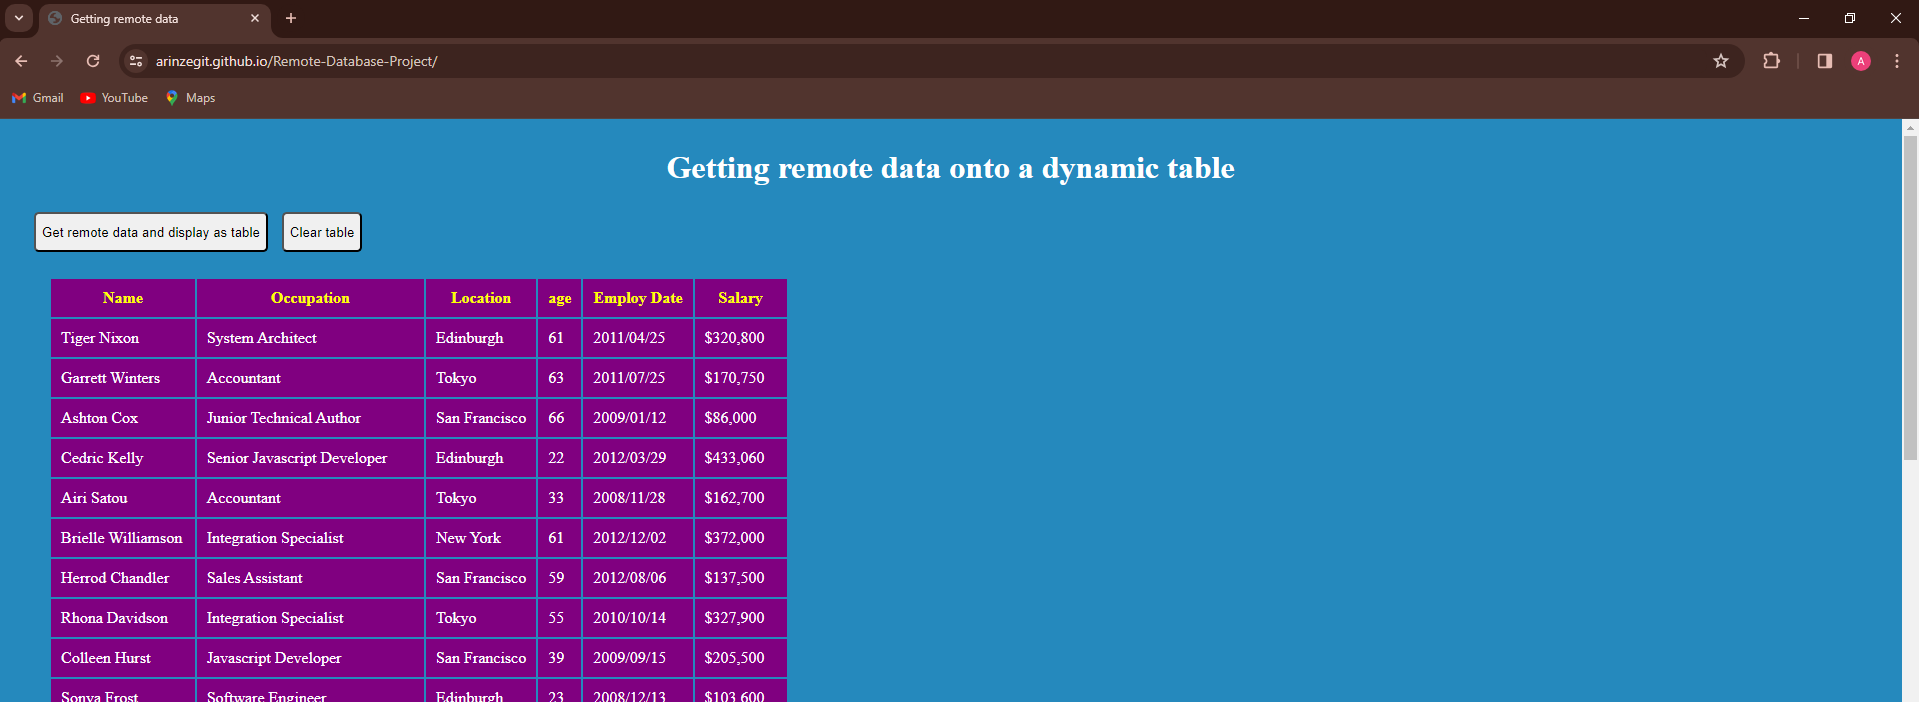 Getting remote data
arinzegit.github.io/Remote-Database-Project/
A
Gmail YouTube Maps
Getting remote data onto a dynamic table
Get remote data and display as table Clear table
Name Occupation Location age Employ Date Salary
Tiger Nixon System Architect Edinburgh 61 2011/04/25 $320,800
Garrett Winters Accountant Tokyo 63 2011/07/25 $170,750
Ashton Cox Junior Technical Author San Francisco 66 2009/01/12 $86,000
Cedric Kelly Senior Javascript Developer Edinburgh 22 2012/03/29 $433,060
Airi Satou Accountant Tokyo 33 2008/11/28 $162,700
Brielle Williamson Integration Specialist New York 61 2012/12/02 $372,000
Herrod Chandler Sales Assistant San Francisco 59 2012/08/06 $137,500
Rhona Davidson Integration Specialist Tokyo 55 2010/10/14 $327,900
Colleen Hurst Javascript Developer San Francisco 39 2009/09/15 $205,500
Sonya Frost Software Engineer Edinburgh 23 2008/12/13 $103,600